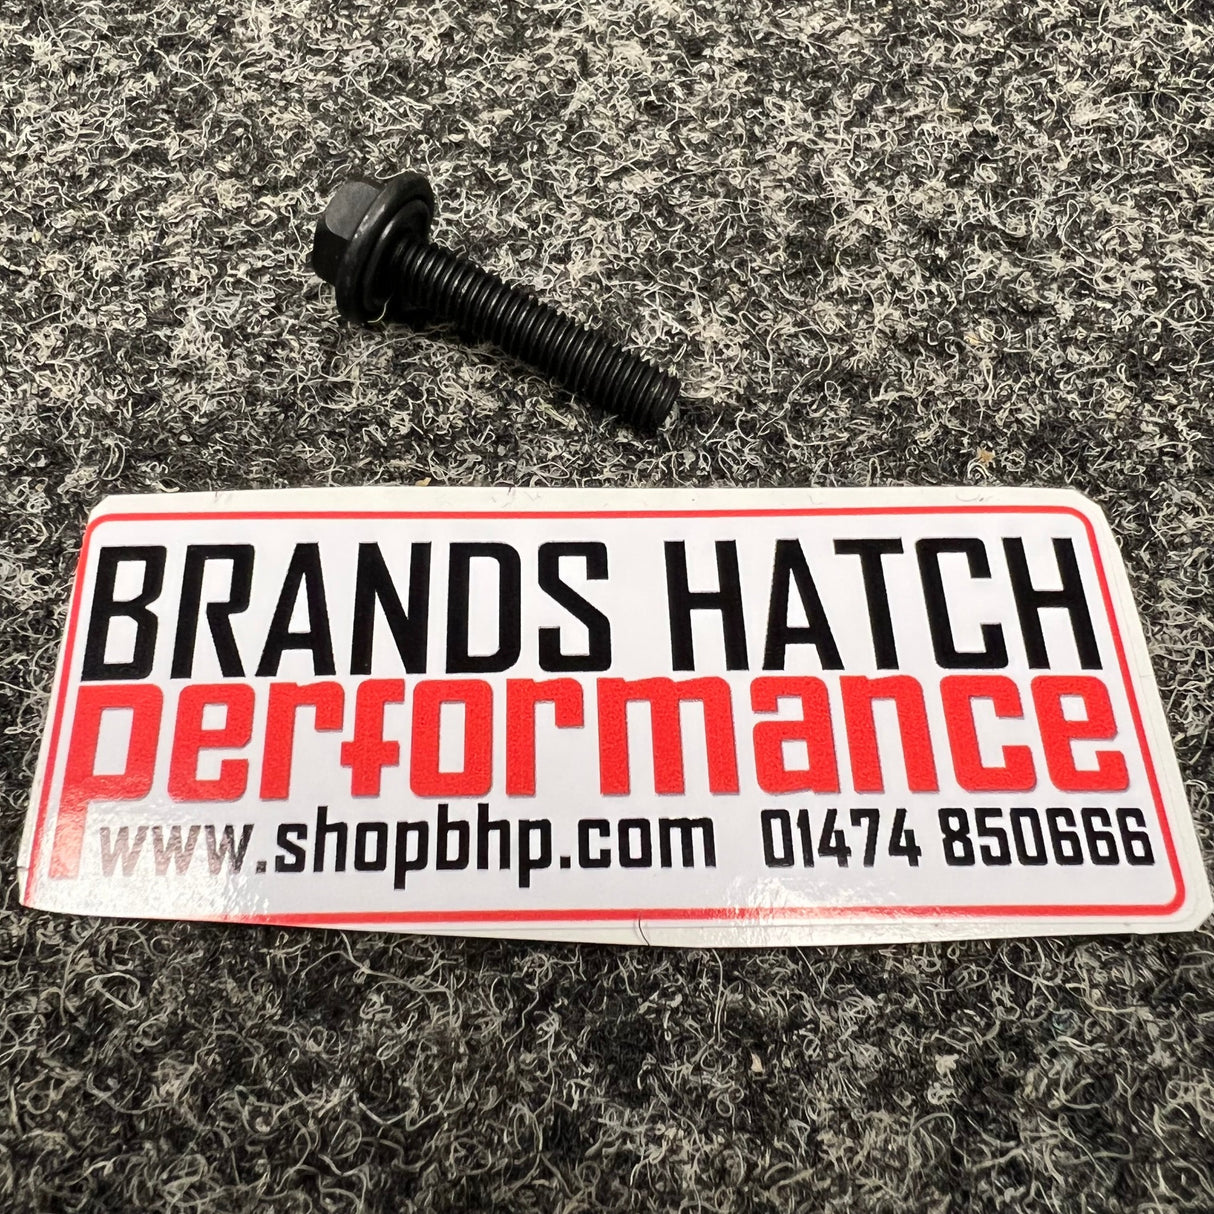 BRANDS HATCH
performance
www.shopbhp.com 01474 850666